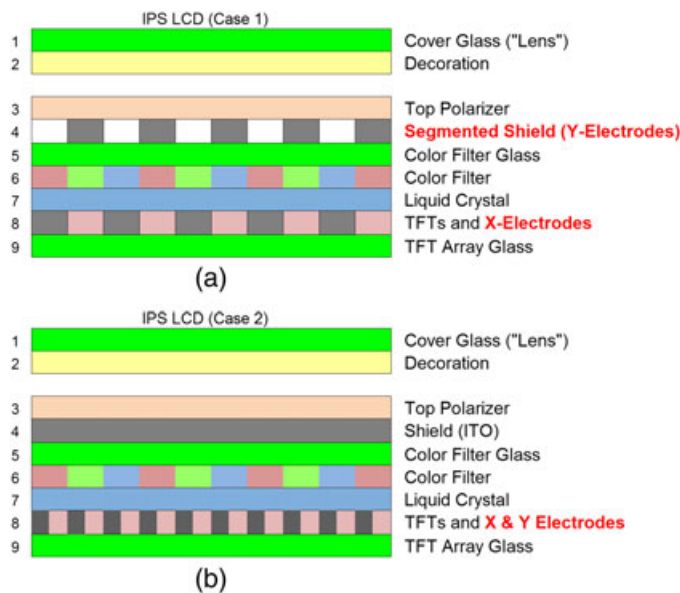 IPS LCD (Case 1)
1 Cover Glass ("Lens")
2 Decoration
3 Top Polarizer
4 Segmented Shield (Y-Electrodes)
5 Color Filter Glass
6 Color Filter
7 Liquid Crystal
8 TFTs and X-Electrodes
9 TFT Array Glass
(a)
IPS LCD (Case 2)
1 Cover Glass ("Lens")
2 Decoration
3 Top Polarizer
4 Shield (ITO)
5 Color Filter Glass
6 Color Filter
7 Liquid Crystal
8 TFTs and X & Y Electrodes
9 TFT Array Glass
(b)